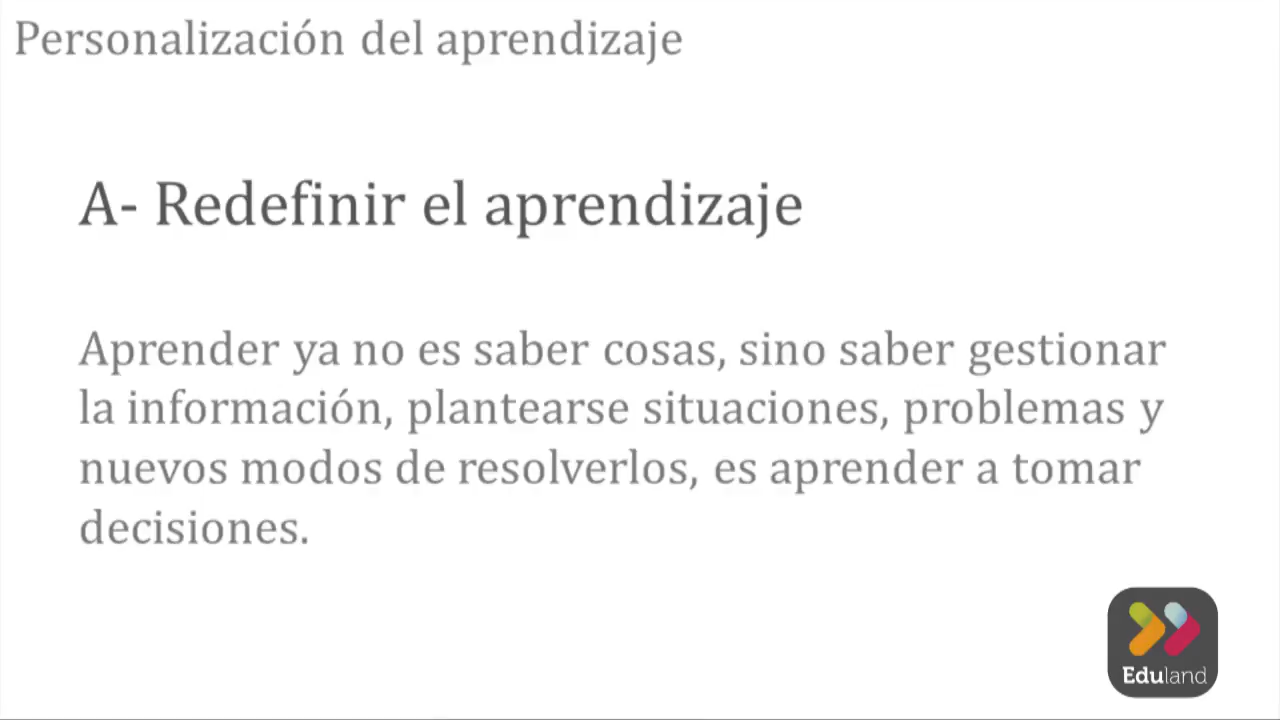 Personalización del aprendizaje
A- Redefinir el aprendizaje
Aprender ya no es saber cosas, sino saber gestionar
la información, plantearse situaciones, problemas y
nuevos modos de resolverlos, es aprender a tomar
decisiones.
Eduland